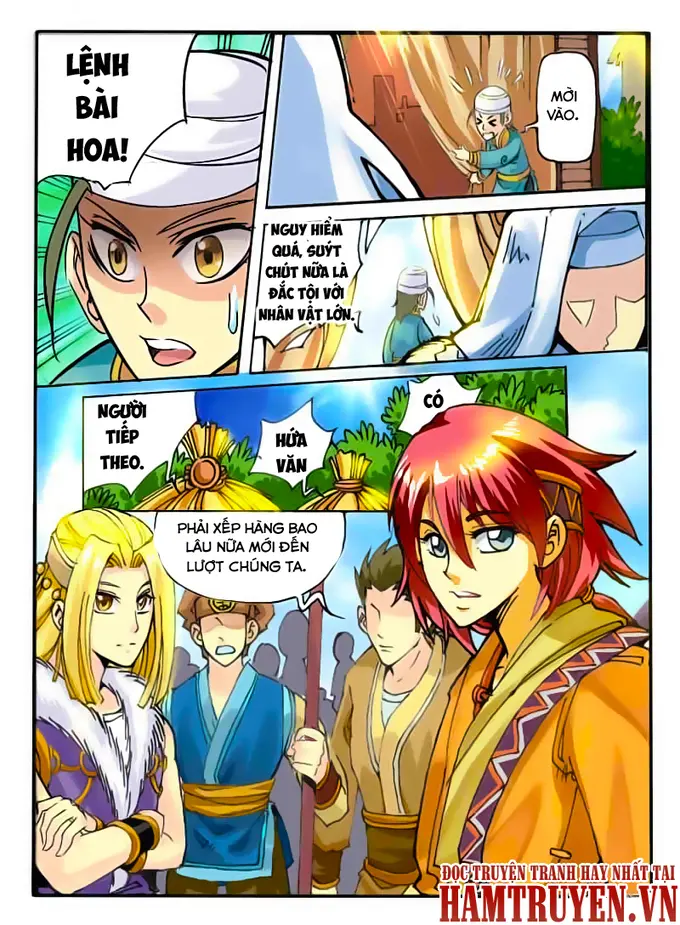 LỆNH
BÀI
HOA!
MỜI
VÀO.
NGUY HIỂM
QUÁ, SUÝT
CHÚT NỮA LÀ
ĐẮC TỘI VỚI
NHÂN VẬT LỚN.
NGƯỜI
TIẾP
THEO.
HỨA
VĂN
CÓ
PHẢI XẾP HÀNG BAO
LÂU NỮA MỚI ĐẾN
LƯỢT CHÚNG TA.
ĐỌC TRUYỆN TRANH HAY NHẤT TẠI
HAMTRUYEN.VN